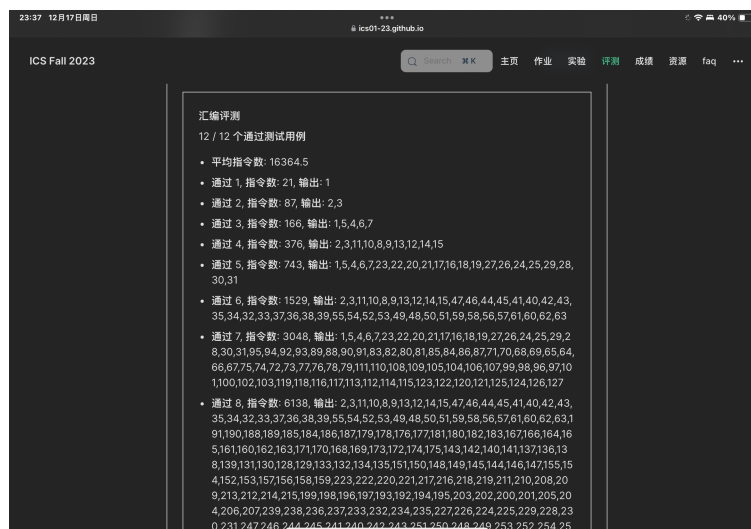 23:37 12月17日周日
40%
ics01-23.github.io
ICS Fall 2023
Search ⌘K
主页 作业 实验 评测 成绩 资源 faq
汇编评测
12 / 12 个通过测试用例
• 平均指令数: 16364.5
• 通过 1, 指令数: 21, 输出: 1
• 通过 2, 指令数: 87, 输出: 2,3
• 通过 3, 指令数: 166, 输出: 1,5,4,6,7
• 通过 4, 指令数: 376, 输出: 2,3,11,10,8,9,13,12,14,15
• 通过 5, 指令数: 743, 输出: 1,5,4,6,7,23,22,20,21,17,16,18,19,27,26,24,25,29,28,
30,31
• 通过 6, 指令数: 1529, 输出: 2,3,11,10,8,9,13,12,14,15,47,46,44,45,41,40,42,43,
35,34,32,33,37,36,38,39,55,54,52,53,49,48,50,51,59,58,56,57,61,60,62,63
• 通过 7, 指令数: 3048, 输出: 1,5,4,6,7,23,22,20,21,17,16,18,19,27,26,24,25,29,2
8,30,31,95,94,92,93,89,88,90,91,83,82,80,81,85,84,86,87,71,70,68,69,65,64,
66,67,75,74,72,73,77,76,78,79,111,110,108,109,105,104,106,107,99,98,96,97,10
1,100,102,103,119,118,116,117,113,112,114,115,123,122,120,121,125,124,126,127
• 通过 8, 指令数: 6138, 输出: 2,3,11,10,8,9,13,12,14,15,47,46,44,45,41,40,42,43,
35,34,32,33,37,36,38,39,55,54,52,53,49,48,50,51,59,58,56,57,61,60,62,63,1
91,190,188,189,185,184,186,187,179,178,176,177,181,180,182,183,167,166,164,16
5,161,160,162,163,171,170,168,169,173,172,174,175,143,142,140,141,137,136,13
8,139,131,130,128,129,133,132,134,135,151,150,148,149,145,144,146,147,155,15
4,152,153,157,156,158,159,223,222,220,221,217,216,218,219,211,210,208,20
9,213,212,214,215,199,198,196,197,193,192,194,195,203,202,200,201,205,20
4,206,207,239,238,236,237,233,232,234,235,227,226,224,225,229,228,23
0,231,247,246,244,245,241,240,242,243,251,250,248,249,253,252,254,25